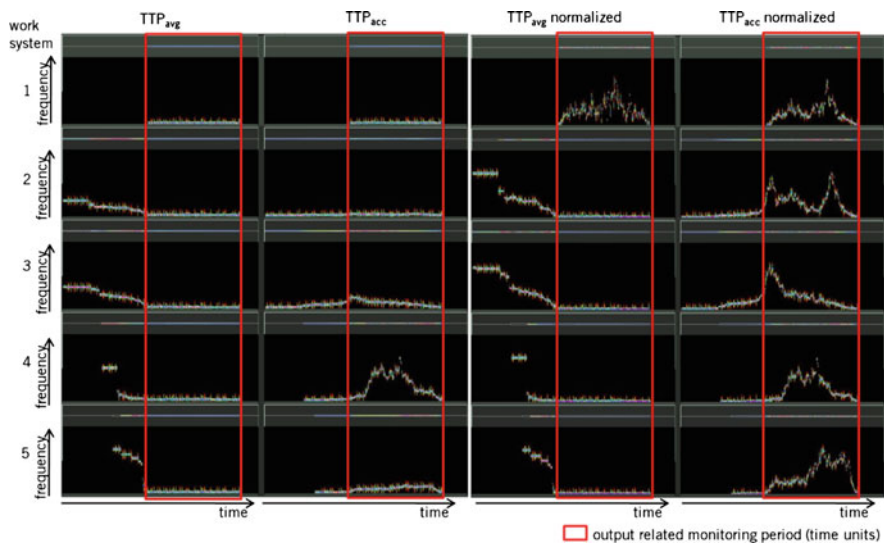 work system
TTPavg
TTPacc
TTPavg normalized
TTPacc normalized
1
frequency
2
frequency
3
frequency
4
frequency
5
frequency
time
time
time
time
output related monitoring period (time units)